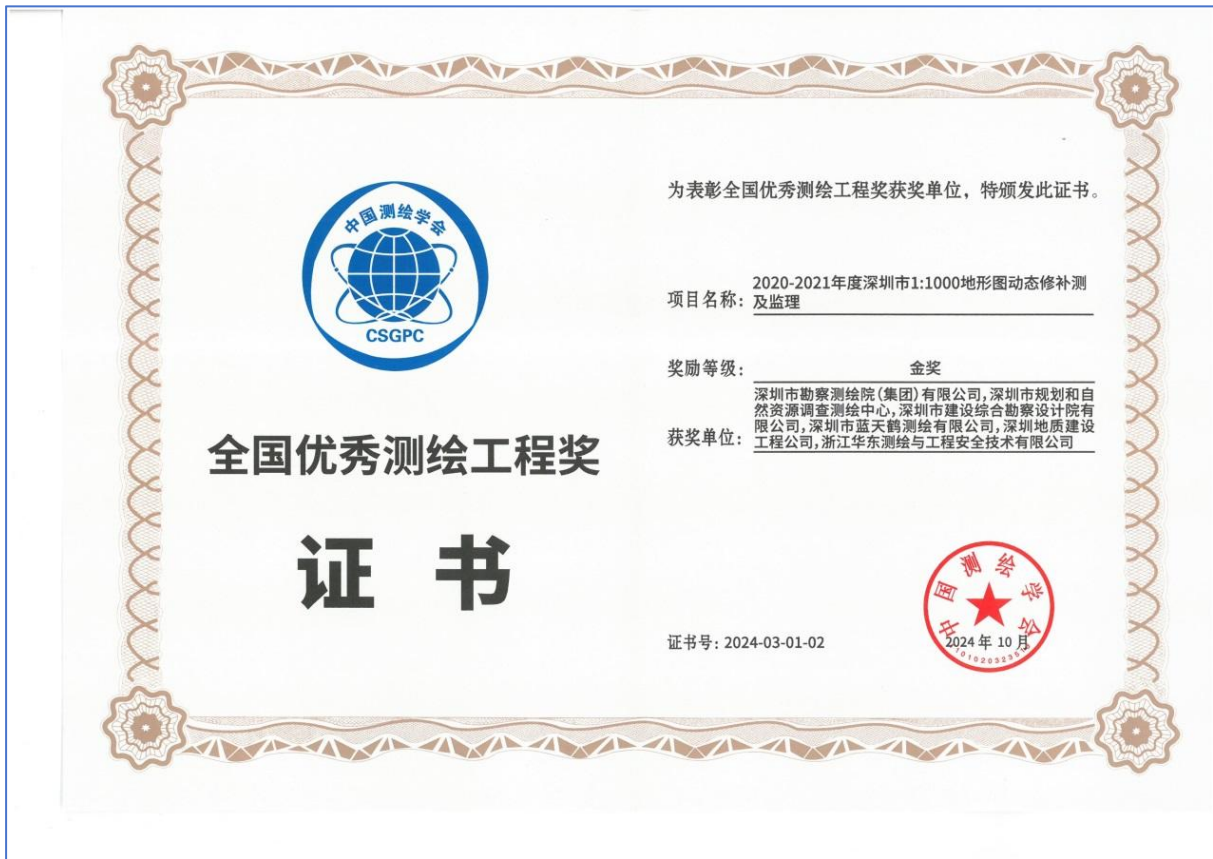 中国测绘学会
CSGPC
全国优秀测绘工程奖
证 书
为表彰全国优秀测绘工程奖获奖单位，特颁发此证书。
项目名称：2020-2021年度深圳市1:1000地形图动态修补测
及监理
奖励等级：金奖
获奖单位：深圳市勘察测绘院(集团)有限公司,深圳市规划和自
然资源调查测绘中心,深圳市建设综合勘察设计院有
限公司,深圳市蓝天鹤测绘有限公司,深圳地质建设
工程公司,浙江华东测绘与工程安全技术有限公司
证书号：2024-03-01-02
中国测绘学会
2024年 10月